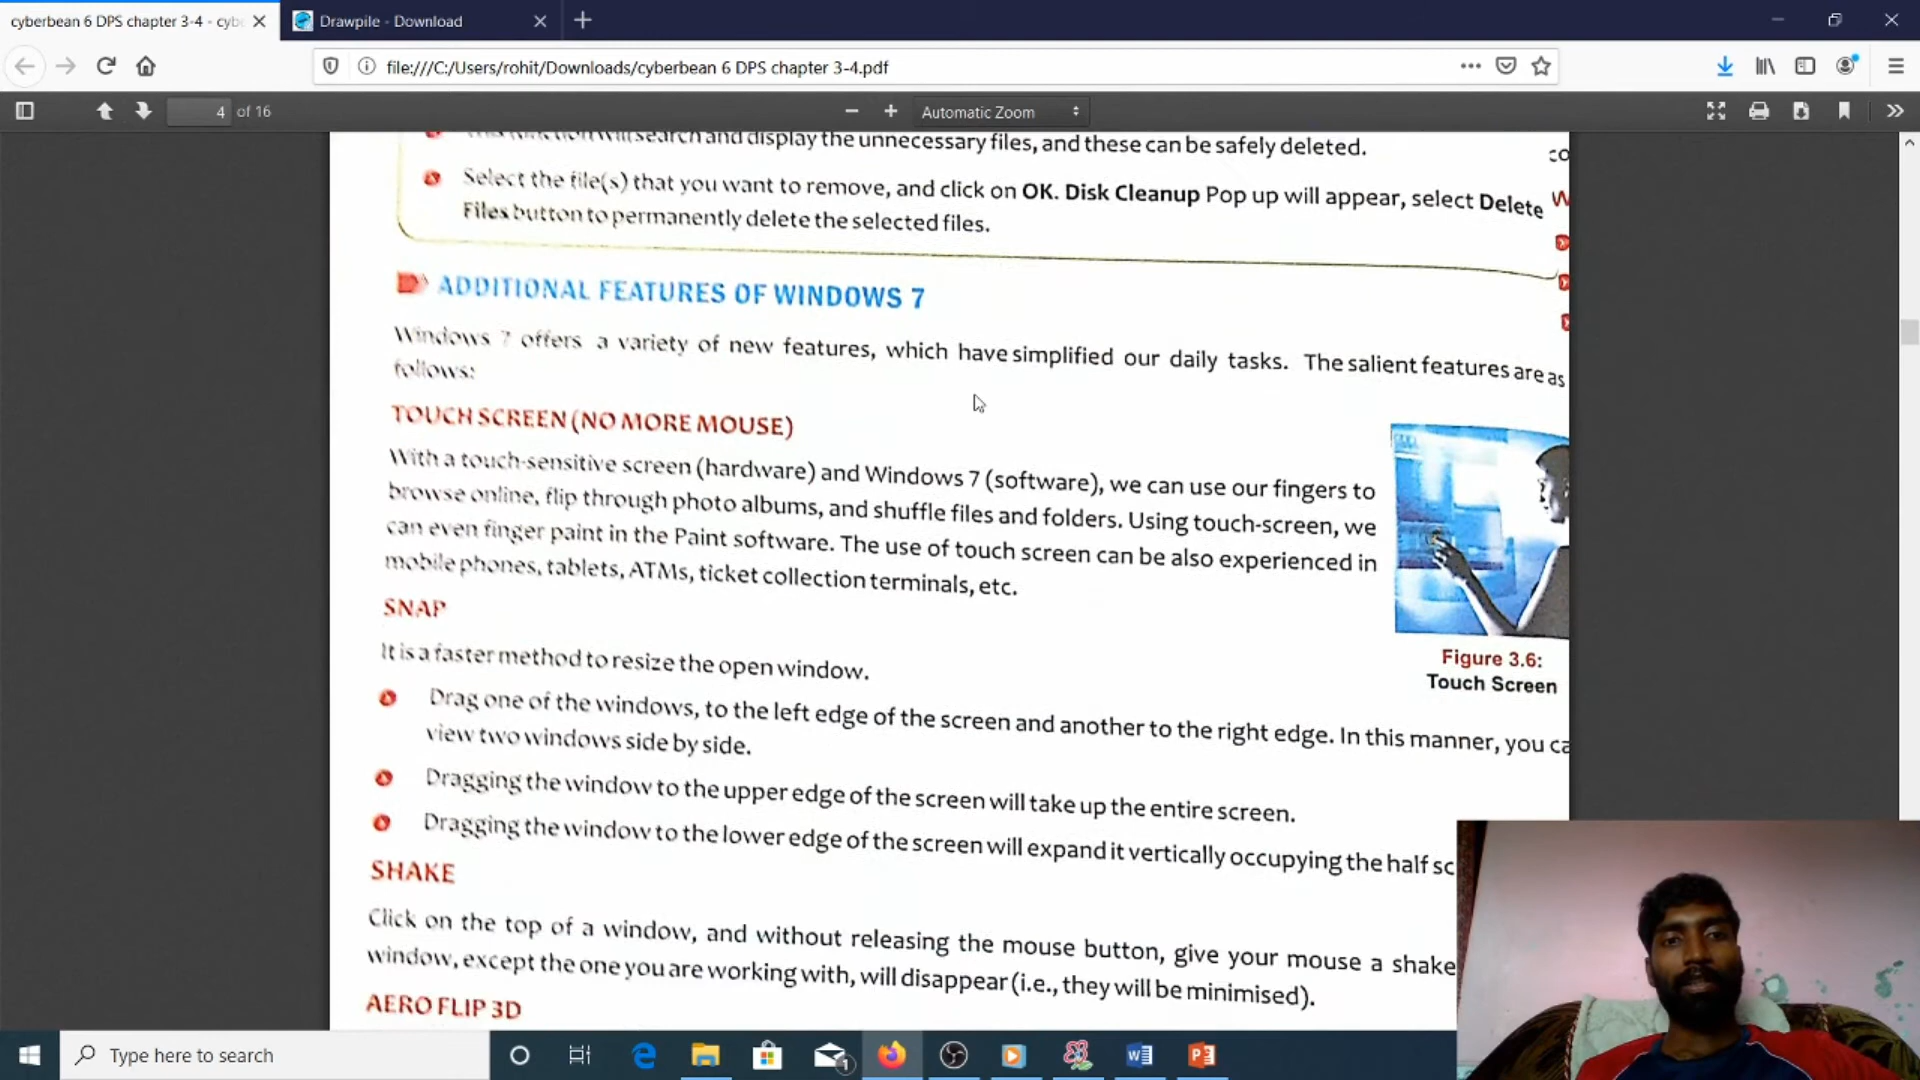 cyberbean 6 DPS chapter 3-4 - cybe
Drawpile - Download
file:///C:/Users/rohit/Downloads/cyberbean 6 DPS chapter 3-4.pdf
4 of 16
Automatic Zoom
search and display the unnecessary files, and these can be safely deleted.
Select the file(s) that you want to remove, and click on OK. Disk Cleanup Pop up will appear, select Delete
Files button to permanently delete the selected files.
ADDITIONAL FEATURES OF WINDOWS 7
Windows 7 offers a variety of new features, which have simplified our daily tasks. The salient features are as
follows:
TOUCH SCREEN (NO MORE MOUSE)
With a touch-sensitive screen (hardware) and Windows 7 (software), we can use our fingers to
browse online, flip through photo albums, and shuffle files and folders. Using touch-screen, we
can even finger paint in the Paint software. The use of touch screen can be also experienced in
mobile phones, tablets, ATMs, ticket collection terminals, etc.
Figure 3.6:
Touch Screen
SNAP
It is a faster method to resize the open window.
Drag one of the windows, to the left edge of the screen and another to the right edge. In this manner, you ca
view two windows side by side.
Dragging the window to the upper edge of the screen will take up the entire screen.
Dragging the window to the lower edge of the screen will expand it vertically occupying the half sc
SHAKE
Click on the top of a window, and without releasing the mouse button, give your mouse a shake
window, except the one you are working with, will disappear (i.e., they will be minimised).
AERO FLIP 3D
Type here to search
1